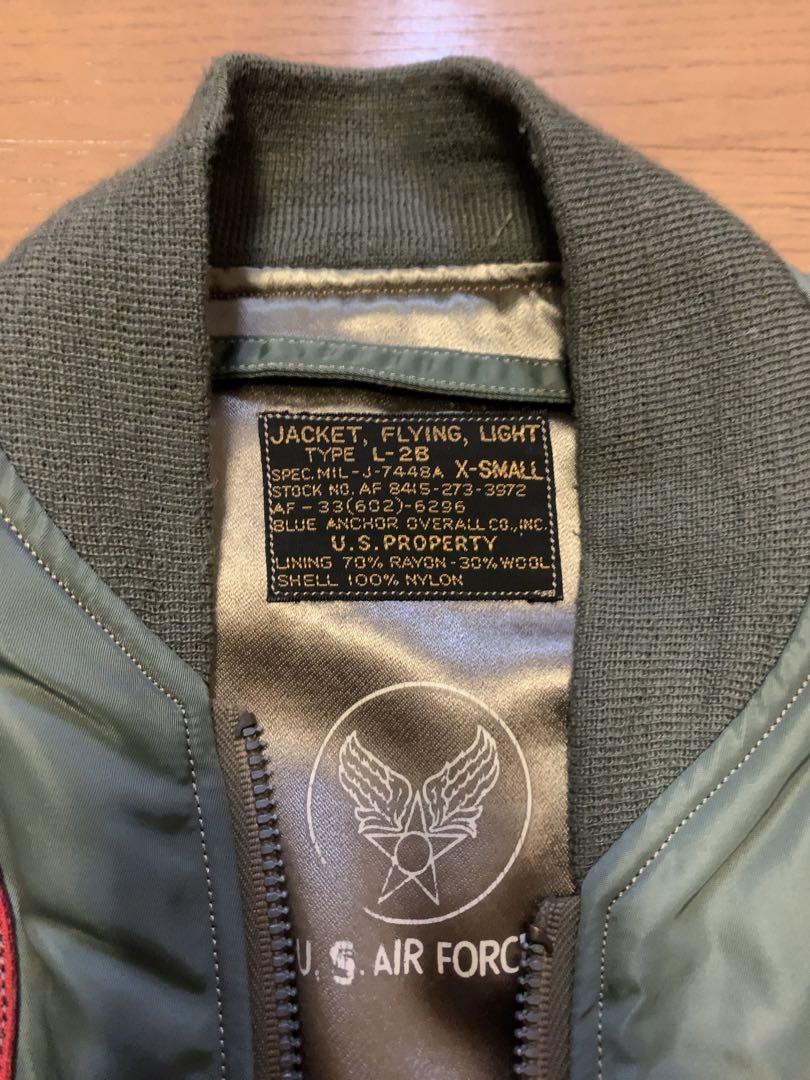 JACKET, FLYING, LIGHT
TYPE L-2B
SPEC. MIL-J-7448A X-SMALL
STOCK NO. AF 8415-273-3972
AF-33(602)-6296
BLUE ANCHOR OVERALL CO., INC.
U.S. PROPERTY
LINING 70% RAYON-30% WOOL
SHELL 100% NYLON
U. S. AIR FORC